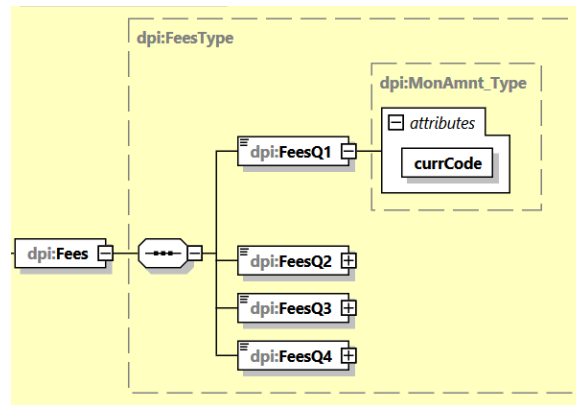 dpi:FeesType
dpi:MonAmnt_Type
attributes
dpi:FeesQ1
currCode
dpi:Fees
dpi:FeesQ2
dpi:FeesQ3
dpi:FeesQ4